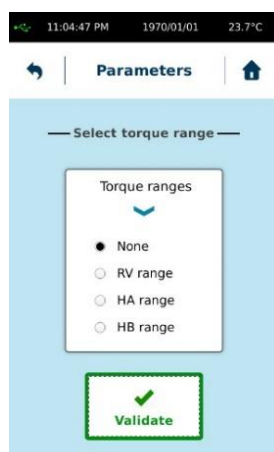 11:04:47 PM 1970/01/01 23.7°C
Parameters
Select torque range
Torque ranges
None
RV range
HA range
HB range
Validate